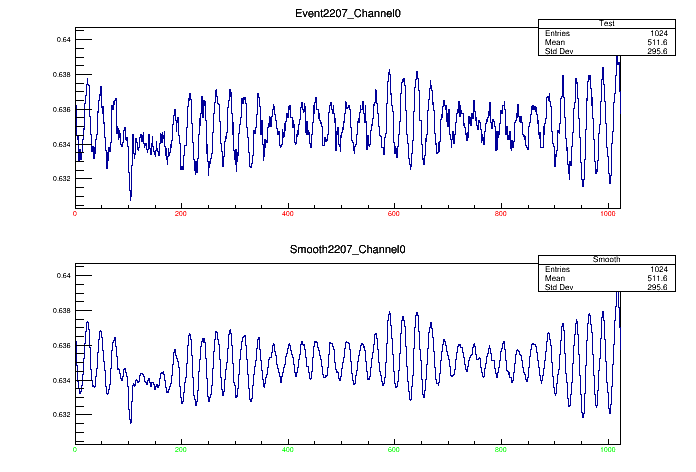 Event2207_Channel0
Test
Entries 1024
Mean 511.6
Std Dev 295.6
0.64
0.638
0.636
0.634
0.632
0 200 400 600 800 1000
Smooth2207_Channel0
Smooth
Entries 1024
Mean 511.6
Std Dev 295.6
0.64
0.638
0.636
0.634
0.632
0 200 400 600 800 1000